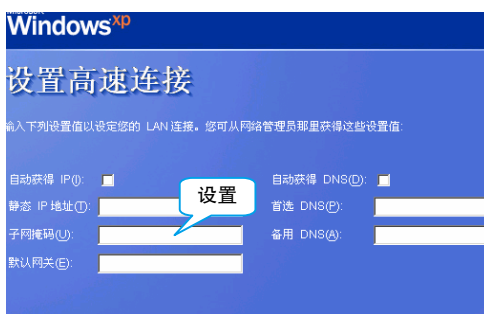 Microsoft
Windows xp
设置高速连接
输入下列设置值以设定您的 LAN 连接。您可从网络管理员那里获得这些设置值:
自动获得 IP(I):
自动获得 DNS(D):
设置
静态 IP 地址(T):
首选 DNS(P):
子网掩码(U):
备用 DNS(A):
默认网关(E):